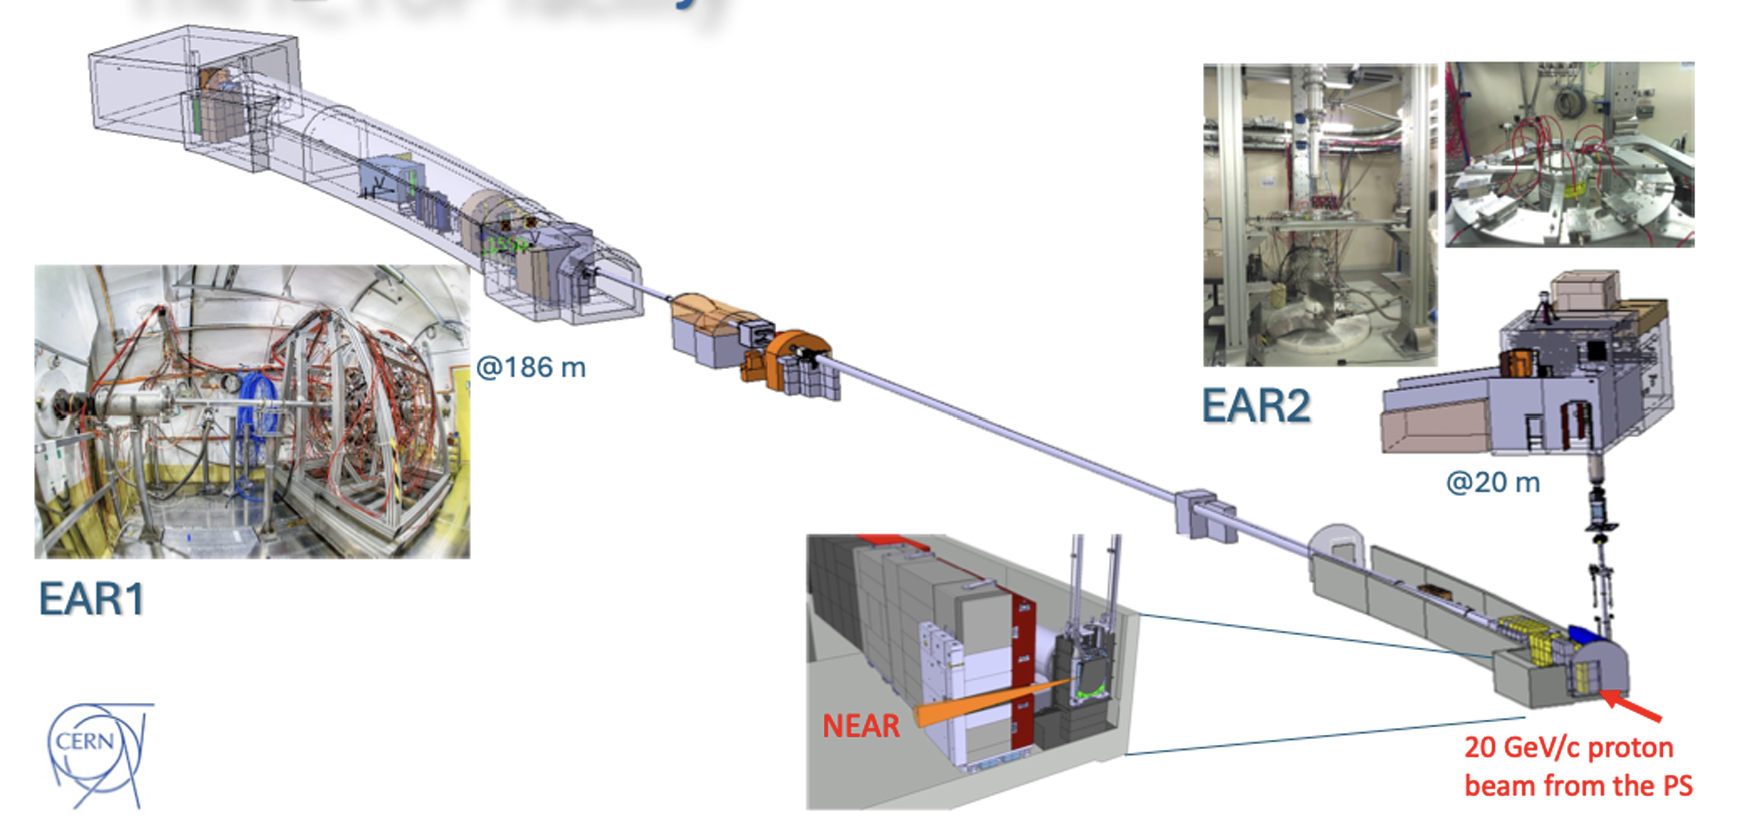 @186 m
EAR1
EAR2
@20 m
NEAR
20 GeV/c proton
beam from the PS
CERN